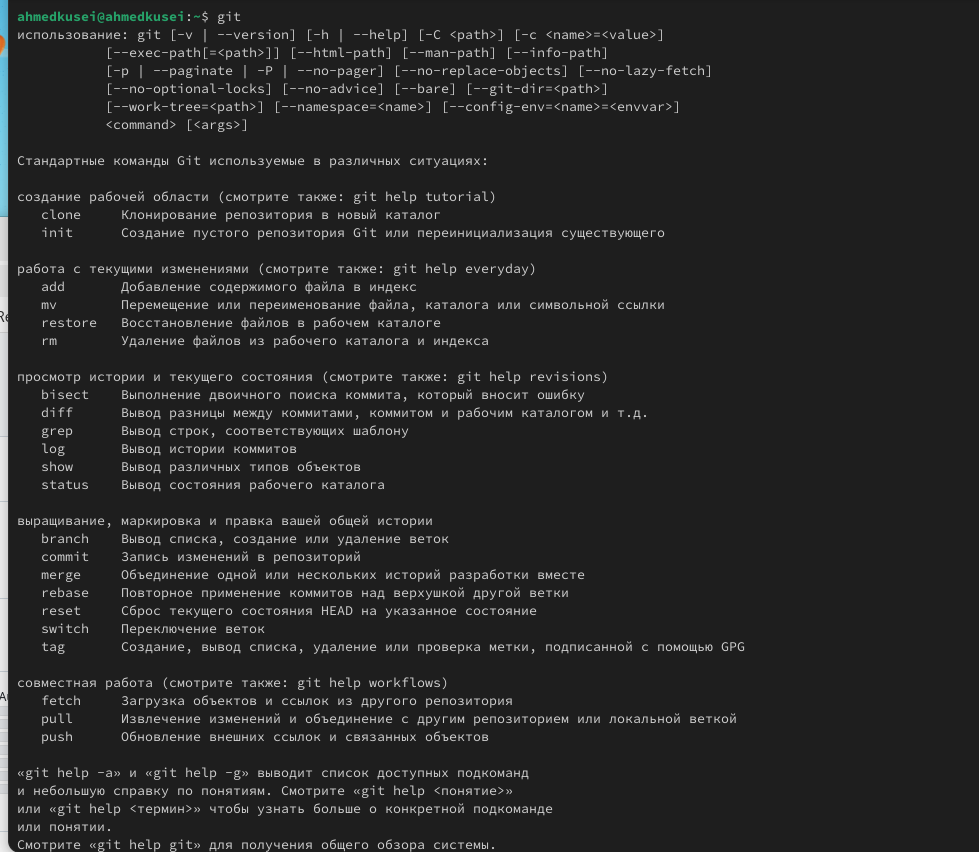 ahmedkusei@ahmedkusei:~$ git
использование: git [-v | --version] [-h | --help] [-C <path>] [-c <name>=<value>]
           [--exec-path[=<path>]] [--html-path] [--man-path] [--info-path]
           [-p | --paginate | -P | --no-pager] [--no-replace-objects] [--no-lazy-fetch]
           [--no-optional-locks] [--no-advice] [--bare] [--git-dir=<path>]
           [--work-tree=<path>] [--namespace=<name>] [--config-env=<name>=<envvar>]
           <command> [<args>]

Стандартные команды Git используемые в различных ситуациях:

создание рабочей области (смотрите также: git help tutorial)
   clone     Клонирование репозитория в новый каталог
   init      Создание пустого репозитория Git или переинициализация существующего

работа с текущими изменениями (смотрите также: git help everyday)
   add       Добавление содержимого файла в индекс
   mv        Перемещение или переименование файла, каталога или символьной ссылки
   restore   Восстановление файлов в рабочем каталоге
   rm        Удаление файлов из рабочего каталога и индекса

просмотр истории и текущего состояния (смотрите также: git help revisions)
   bisect    Выполнение двоичного поиска коммита, который вносит ошибку
   diff      Вывод разницы между коммитами, коммитом и рабочим каталогом и т.д.
   grep      Вывод строк, соответствующих шаблону
   log       Вывод истории коммитов
   show      Вывод различных типов объектов
   status    Вывод состояния рабочего каталога

выращивание, маркировка и правка вашей общей истории
   branch    Вывод списка, создание или удаление веток
   commit    Запись изменений в репозиторий
   merge     Объединение одной или нескольких историй разработки вместе
   rebase    Повторное применение коммитов над верхушкой другой ветки
   reset     Сброс текущего состояния HEAD на указанное состояние
   switch    Переключение веток
   tag       Создание, вывод списка, удаление или проверка метки, подписанной с помощью GPG

совместная работа (смотрите также: git help workflows)
   fetch     Загрузка объектов и ссылок из другого репозитория
   pull      Извлечение изменений и объединение с другим репозиторием или локальной веткой
   push      Обновление внешних ссылок и связанных объектов

«git help -a» и «git help -g» выводит список доступных подкоманд
и небольшую справку по понятиям. Смотрите «git help <понятие>»
или «git help <термин>» чтобы узнать больше о конкретной подкоманде
или понятии.
Смотрите «git help git» для получения общего обзора системы.